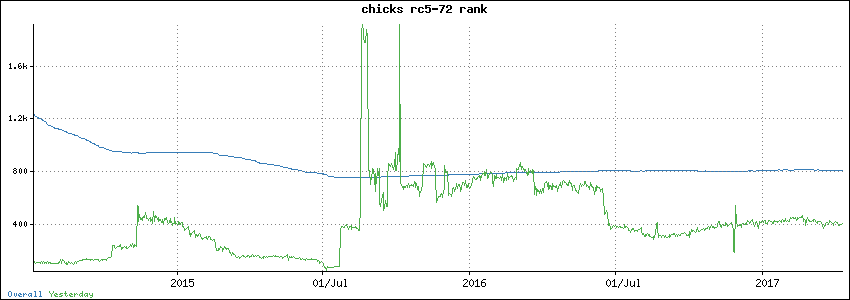 chicks rc5-72 rank
1.6k
1.2k
800
400
2015 01/Jul 2016 01/Jul 2017
Overall Yesterday